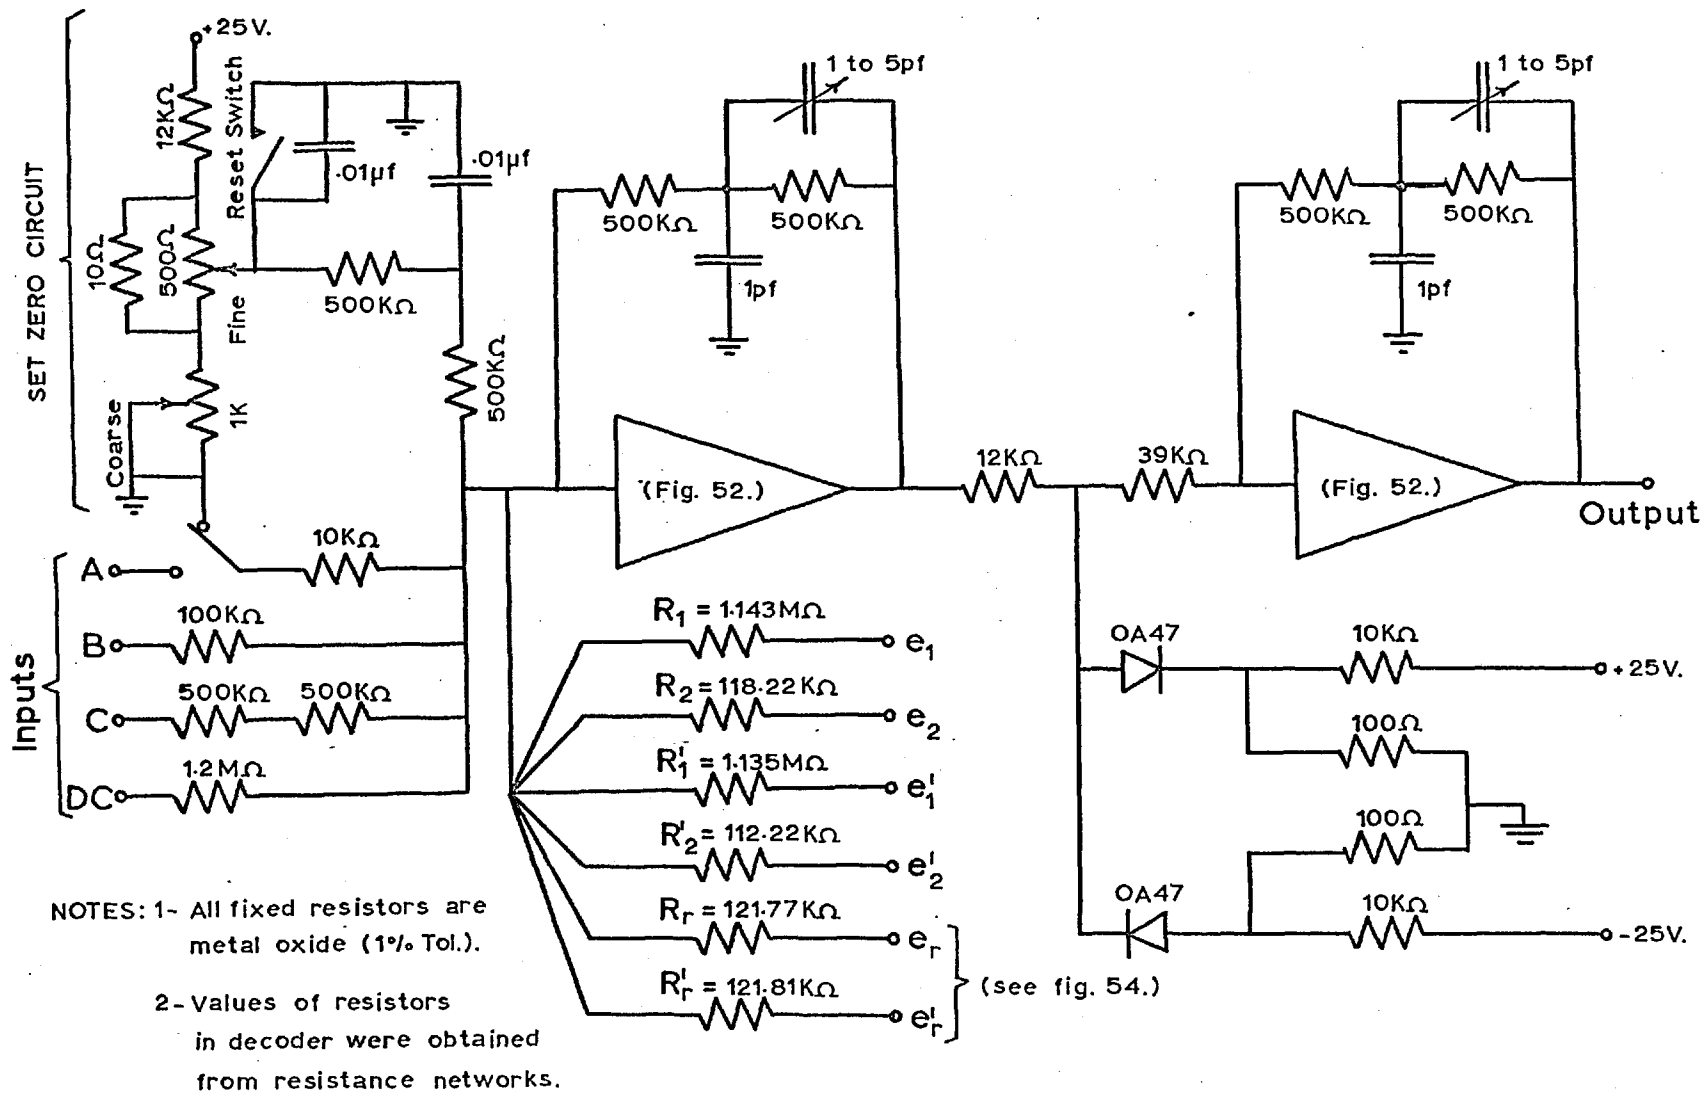 SET ZERO CIRCUIT
+25V.
12KΩ
Reset Switch
.01µf
.01µf
10Ω
500Ω
Fine
500KΩ
500KΩ
Coarse
1K
1 to 5pf
500KΩ
500KΩ
1pf
(Fig. 52.)
12KΩ
39KΩ
1 to 5pf
500KΩ
500KΩ
1pf
(Fig. 52.)
Output
Inputs
A
10KΩ
B
100KΩ
C
500KΩ
500KΩ
DC
1.2MΩ
R1 = 1.143MΩ
e1
R2 = 118.22KΩ
e2
R'1 = 1.135MΩ
e'1
R'2 = 112.22KΩ
e'2
Rr = 121.77KΩ
er
R'r = 121.81KΩ
e'r
(see fig. 54.)
OA47
10KΩ
+25V.
100Ω
100Ω
OA47
10KΩ
-25V.
NOTES: 1- All fixed resistors are
metal oxide (1% Tol.).
2- Values of resistors
in decoder were obtained
from resistance networks.